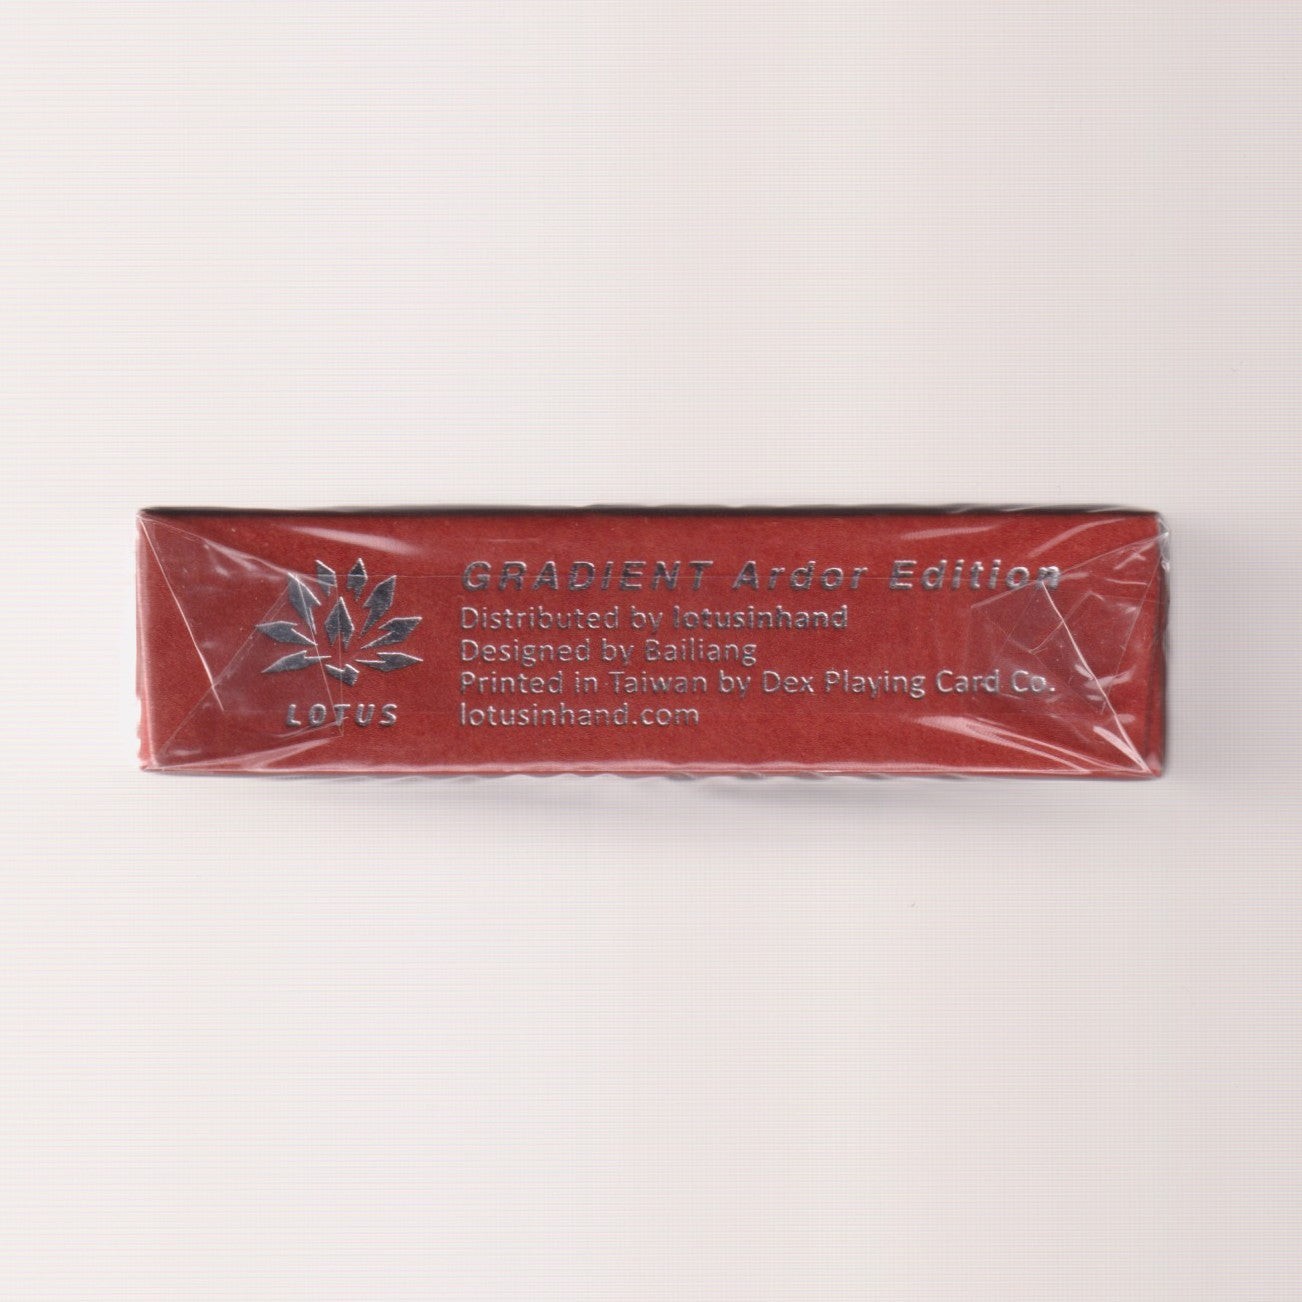 GRADIENT Ardor Edition
Distributed by lotusinhand
Designed by Bailiang
Printed in Taiwan by Dex Playing Card Co.
lotusinhand.com
LOTUS